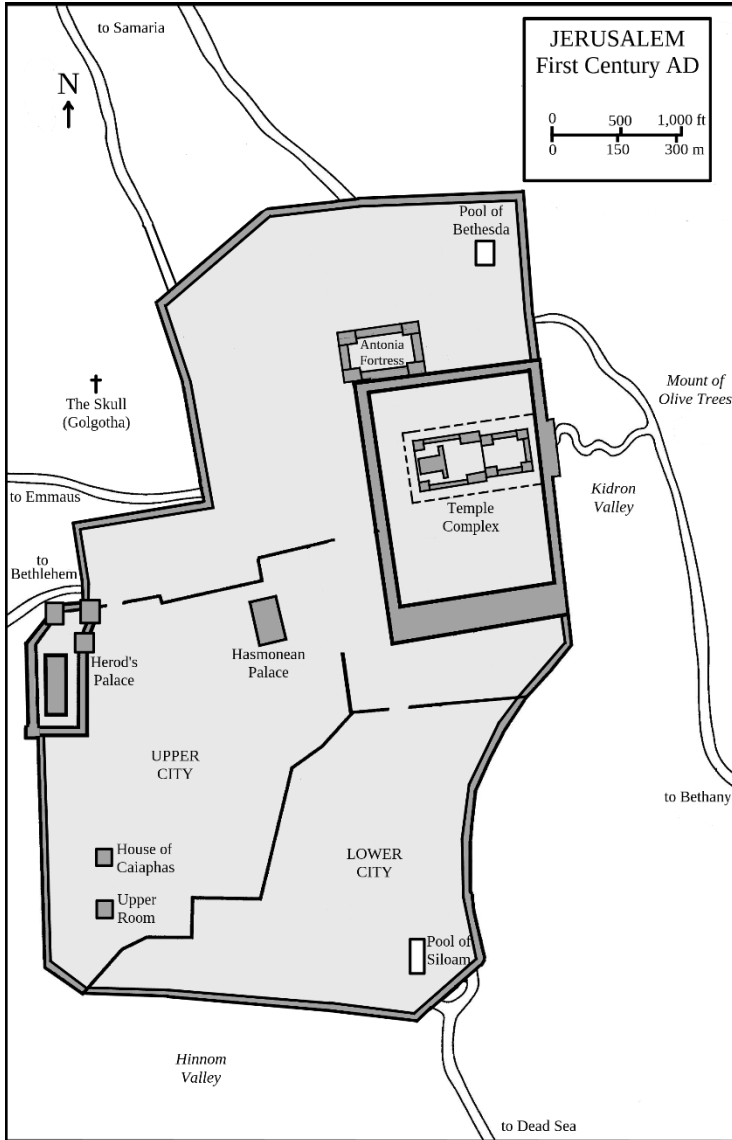 to Samaria
JERUSALEM
First Century AD
N
0 500 1,000 ft
0 150 300 m
Pool of
Bethesda
Antonia
Fortress
Mount of
Olive Trees
The Skull
(Golgotha)
to Emmaus
Kidron
Valley
Temple
Complex
to
Bethlehem
Herod's
Palace
Hasmonean
Palace
UPPER
CITY
to Bethany
House of
Caiaphas
LOWER
CITY
Upper
Room
Pool of
Siloam
Hinnom
Valley
to Dead Sea